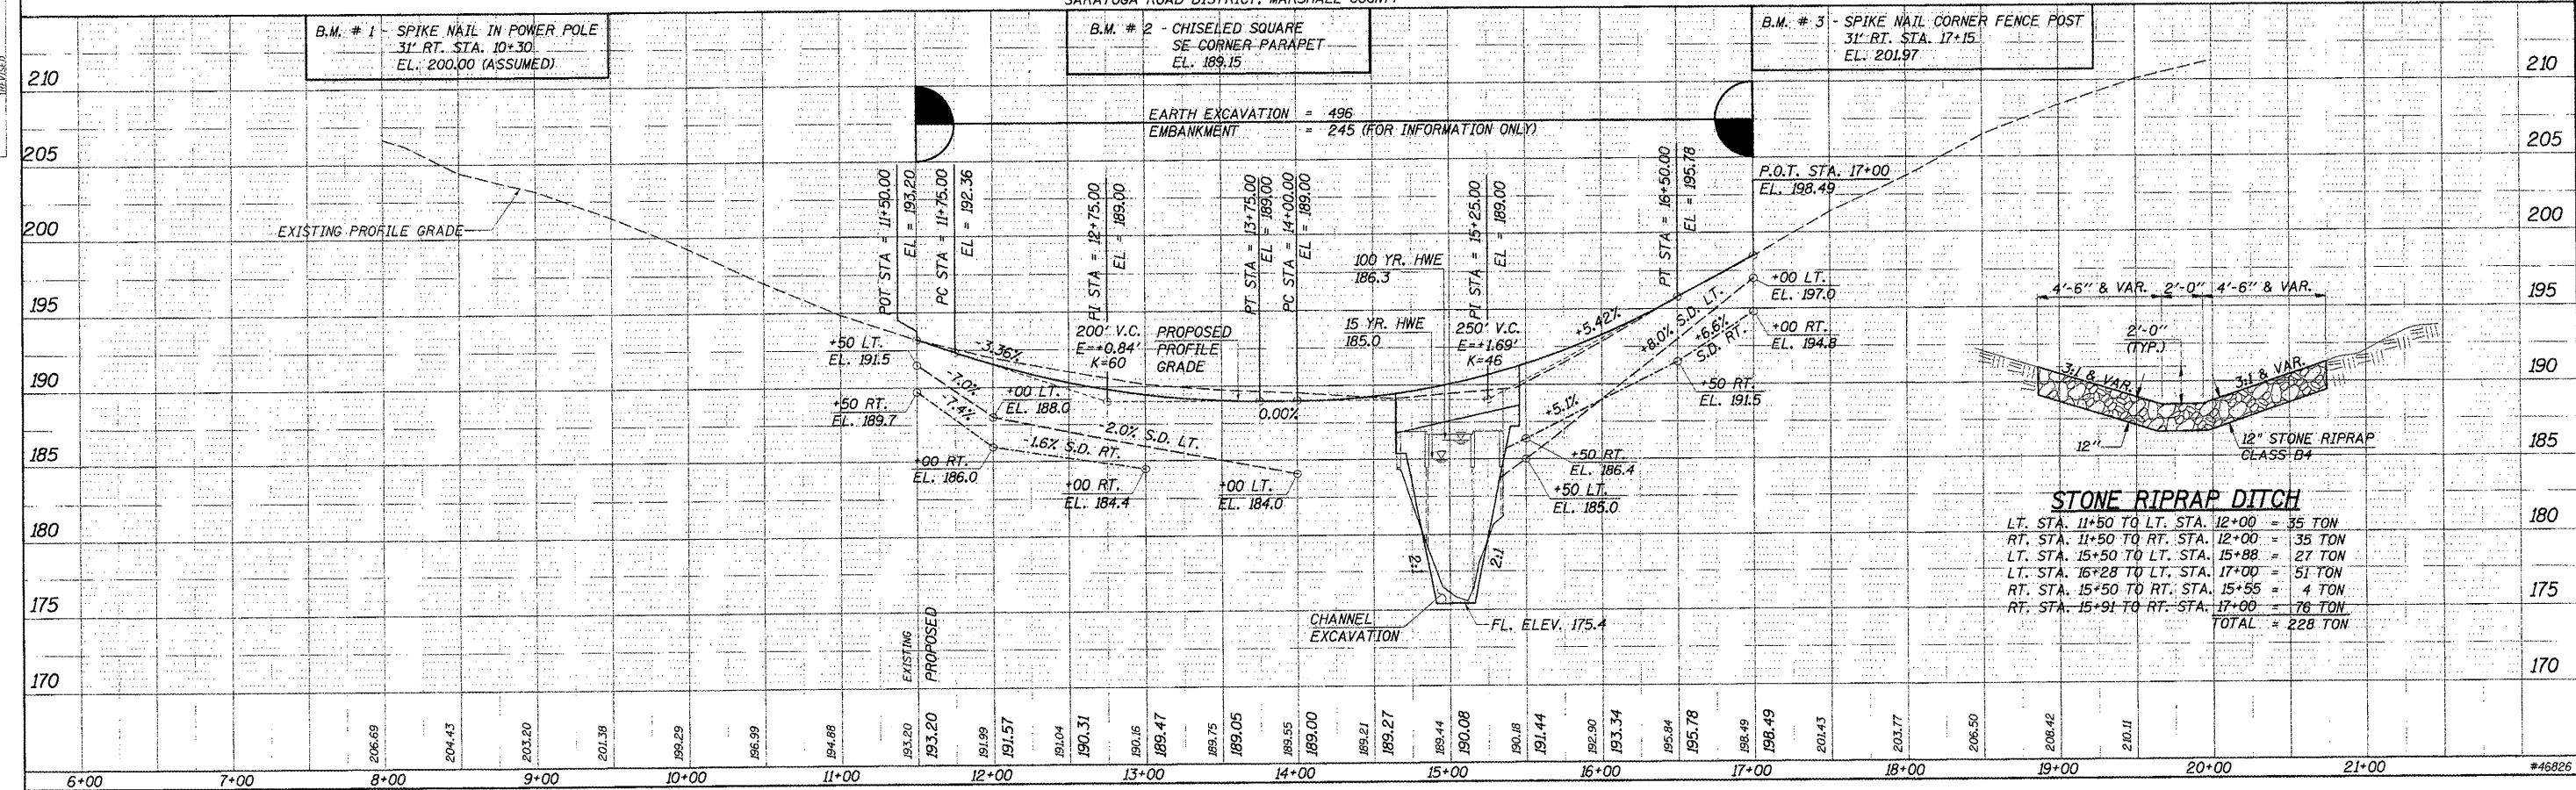 B.M. # 1 - SPIKE NAIL IN POWER POLE
31' RT. STA. 10+30
EL. 200.00 (ASSUMED)
B.M. # 2 - CHISELED SQUARE
SE CORNER PARAPET
EL. 189.15
B.M. # 3 - SPIKE NAIL CORNER FENCE POST
31' RT. STA. 17+15
EL. 201.97
EARTH EXCAVATION = 496
EMBANKMENT = 245 (FOR INFORMATION ONLY)
210
205
200
195
190
185
180
175
170
EXISTING PROFILE GRADE
POT STA = 11+50.00
EL = 193.20
PC STA = 11+75.00
EL = 192.36
PI STA = 12+75.00
EL = 189.00
PT STA = 13+75.00
EL = 189.00
PC STA = 14+00.00
EL = 189.00
PI STA = 15+25.00
EL = 189.00
PT STA = 16+50.00
EL = 195.78
P.O.T. STA. 17+00
EL. 198.49
100 YR. HWE
186.3
15 YR. HWE
185.0
200' V.C.
E=+0.84'
K=60
PROPOSED
PROFILE
GRADE
250' V.C.
E=+1.69'
K=46
-3.36%
0.00%
+5.42%
+50 LT.
EL. 191.5
+50 RT.
EL. 189.7
-7.0%
-7.4%
+00 LT.
EL. 188.0
+00 RT.
EL. 186.0
-2.0% S.D. LT.
-1.6% S.D. RT.
+00 RT.
EL. 184.4
+00 LT.
EL. 184.0
+8.0% S.D. LT.
+6.6%
S.D. RT.
+5.1%
+00 LT.
EL. 197.0
+00 RT.
EL. 194.8
+50 RT.
EL. 191.5
+50 RT.
EL. 186.4
+50 LT.
EL. 185.0
2:1
2:1
CHANNEL
EXCAVATION
FL. ELEV. 175.4
4'-6" & VAR.
2'-0"
4'-6" & VAR.
2'-0"
(TYP.)
3:1 & VAR.
3:1 & VAR.
12"
12" STONE RIPRAP
CLASS B4
STONE RIPRAP DITCH
LT. STA. 11+50 TO LT. STA. 12+00 = 35 TON
RT. STA. 11+50 TO RT. STA. 12+00 = 35 TON
LT. STA. 15+50 TO LT. STA. 15+88 = 27 TON
LT. STA. 16+28 TO LT. STA. 17+00 = 51 TON
RT. STA. 15+50 TO RT. STA. 15+55 = 4 TON
RT. STA. 15+91 TO RT. STA. 17+00 = 76 TON
TOTAL = 228 TON
210
205
200
195
190
185
180
175
170
EXISTING
PROPOSED
206.69
204.43
203.20
201.38
199.29
196.99
194.88
193.20
193.20
191.99
191.57
191.04
190.31
190.16
189.47
189.75
189.05
189.55
189.00
189.21
189.27
189.44
190.08
190.18
191.44
192.90
193.34
195.84
195.78
198.49
198.49
201.43
203.77
206.50
208.42
210.11
6+00 7+00 8+00 9+00 10+00 11+00 12+00 13+00 14+00 15+00 16+00 17+00 18+00 19+00 20+00 21+00
#46826